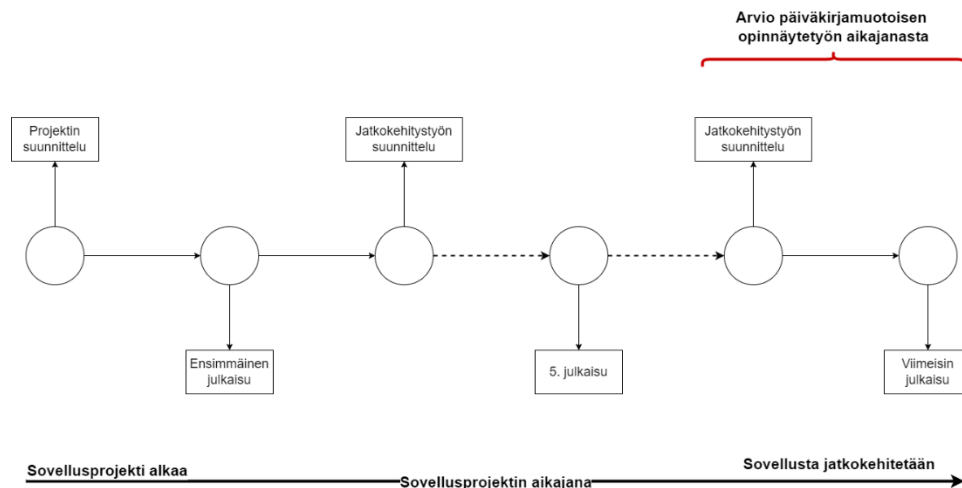 Arvio päiväkirjamuotoisen
opinnäytetyön aikajanasta
Projektin
suunnittelu
Jatkokehitystyön
suunnittelu
Jatkokehitystyön
suunnittelu
Ensimmäinen
julkaisu
5. julkaisu
Viimeisin
julkaisu
Sovellusprojekti alkaa
Sovellusprojektin aikajana
Sovellusta jatkokehitetään